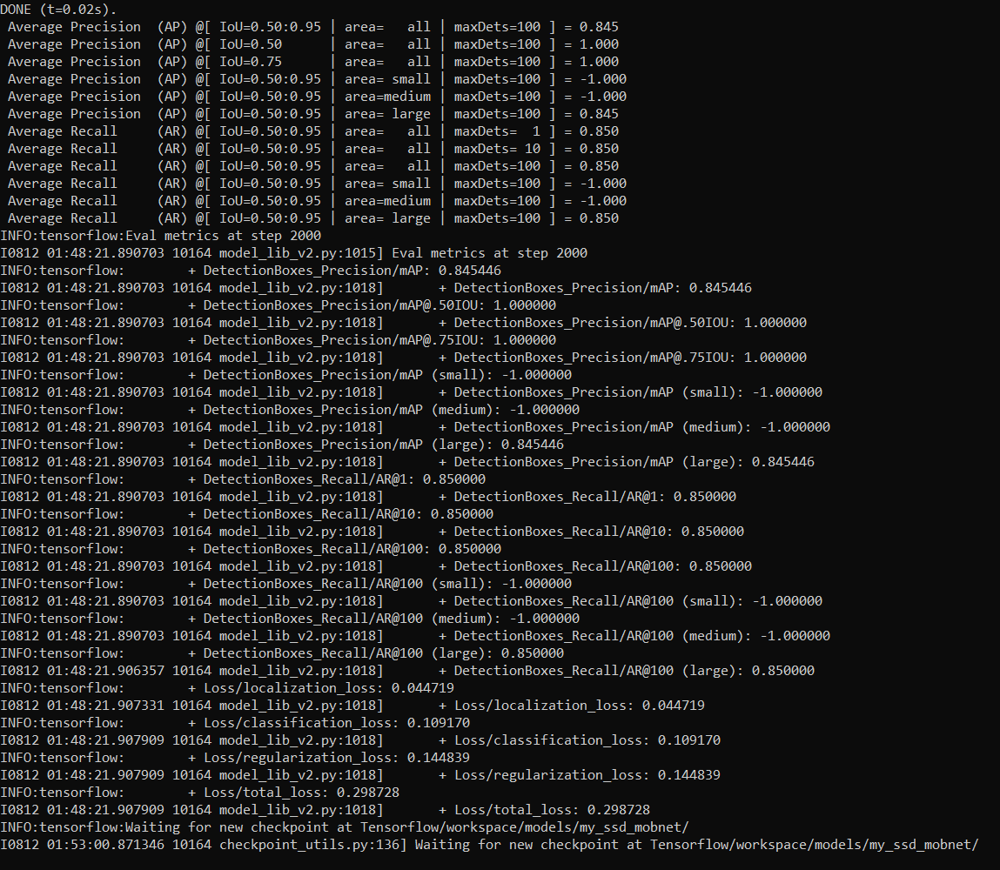 DONE (t=0.02s).
 Average Precision  (AP) @[ IoU=0.50:0.95 | area=   all | maxDets=100 ] = 0.845
 Average Precision  (AP) @[ IoU=0.50      | area=   all | maxDets=100 ] = 1.000
 Average Precision  (AP) @[ IoU=0.75      | area=   all | maxDets=100 ] = 1.000
 Average Precision  (AP) @[ IoU=0.50:0.95 | area= small | maxDets=100 ] = -1.000
 Average Precision  (AP) @[ IoU=0.50:0.95 | area=medium | maxDets=100 ] = -1.000
 Average Precision  (AP) @[ IoU=0.50:0.95 | area= large | maxDets=100 ] = 0.845
 Average Recall     (AR) @[ IoU=0.50:0.95 | area=   all | maxDets=  1 ] = 0.850
 Average Recall     (AR) @[ IoU=0.50:0.95 | area=   all | maxDets= 10 ] = 0.850
 Average Recall     (AR) @[ IoU=0.50:0.95 | area=   all | maxDets=100 ] = 0.850
 Average Recall     (AR) @[ IoU=0.50:0.95 | area= small | maxDets=100 ] = -1.000
 Average Recall     (AR) @[ IoU=0.50:0.95 | area=medium | maxDets=100 ] = -1.000
 Average Recall     (AR) @[ IoU=0.50:0.95 | area= large | maxDets=100 ] = 0.850
INFO:tensorflow:Eval metrics at step 2000
I0812 01:48:21.890703 10164 model_lib_v2.py:1015] Eval metrics at step 2000
INFO:tensorflow:        + DetectionBoxes_Precision/mAP: 0.845446
I0812 01:48:21.890703 10164 model_lib_v2.py:1018]       + DetectionBoxes_Precision/mAP: 0.845446
INFO:tensorflow:        + DetectionBoxes_Precision/mAP@.50IOU: 1.000000
I0812 01:48:21.890703 10164 model_lib_v2.py:1018]       + DetectionBoxes_Precision/mAP@.50IOU: 1.000000
INFO:tensorflow:        + DetectionBoxes_Precision/mAP@.75IOU: 1.000000
I0812 01:48:21.890703 10164 model_lib_v2.py:1018]       + DetectionBoxes_Precision/mAP@.75IOU: 1.000000
INFO:tensorflow:        + DetectionBoxes_Precision/mAP (small): -1.000000
I0812 01:48:21.890703 10164 model_lib_v2.py:1018]       + DetectionBoxes_Precision/mAP (small): -1.000000
INFO:tensorflow:        + DetectionBoxes_Precision/mAP (medium): -1.000000
I0812 01:48:21.890703 10164 model_lib_v2.py:1018]       + DetectionBoxes_Precision/mAP (medium): -1.000000
INFO:tensorflow:        + DetectionBoxes_Precision/mAP (large): 0.845446
I0812 01:48:21.890703 10164 model_lib_v2.py:1018]       + DetectionBoxes_Precision/mAP (large): 0.845446
INFO:tensorflow:        + DetectionBoxes_Recall/AR@1: 0.850000
I0812 01:48:21.890703 10164 model_lib_v2.py:1018]       + DetectionBoxes_Recall/AR@1: 0.850000
INFO:tensorflow:        + DetectionBoxes_Recall/AR@10: 0.850000
I0812 01:48:21.890703 10164 model_lib_v2.py:1018]       + DetectionBoxes_Recall/AR@10: 0.850000
INFO:tensorflow:        + DetectionBoxes_Recall/AR@100: 0.850000
I0812 01:48:21.890703 10164 model_lib_v2.py:1018]       + DetectionBoxes_Recall/AR@100: 0.850000
INFO:tensorflow:        + DetectionBoxes_Recall/AR@100 (small): -1.000000
I0812 01:48:21.890703 10164 model_lib_v2.py:1018]       + DetectionBoxes_Recall/AR@100 (small): -1.000000
INFO:tensorflow:        + DetectionBoxes_Recall/AR@100 (medium): -1.000000
I0812 01:48:21.890703 10164 model_lib_v2.py:1018]       + DetectionBoxes_Recall/AR@100 (medium): -1.000000
INFO:tensorflow:        + DetectionBoxes_Recall/AR@100 (large): 0.850000
I0812 01:48:21.906357 10164 model_lib_v2.py:1018]       + DetectionBoxes_Recall/AR@100 (large): 0.850000
INFO:tensorflow:        + Loss/localization_loss: 0.044719
I0812 01:48:21.907331 10164 model_lib_v2.py:1018]       + Loss/localization_loss: 0.044719
INFO:tensorflow:        + Loss/classification_loss: 0.109170
I0812 01:48:21.907909 10164 model_lib_v2.py:1018]       + Loss/classification_loss: 0.109170
INFO:tensorflow:        + Loss/regularization_loss: 0.144839
I0812 01:48:21.907909 10164 model_lib_v2.py:1018]       + Loss/regularization_loss: 0.144839
INFO:tensorflow:        + Loss/total_loss: 0.298728
I0812 01:48:21.907909 10164 model_lib_v2.py:1018]       + Loss/total_loss: 0.298728
INFO:tensorflow:Waiting for new checkpoint at Tensorflow/workspace/models/my_ssd_mobnet/
I0812 01:53:00.871346 10164 checkpoint_utils.py:136] Waiting for new checkpoint at Tensorflow/workspace/models/my_ssd_mobnet/